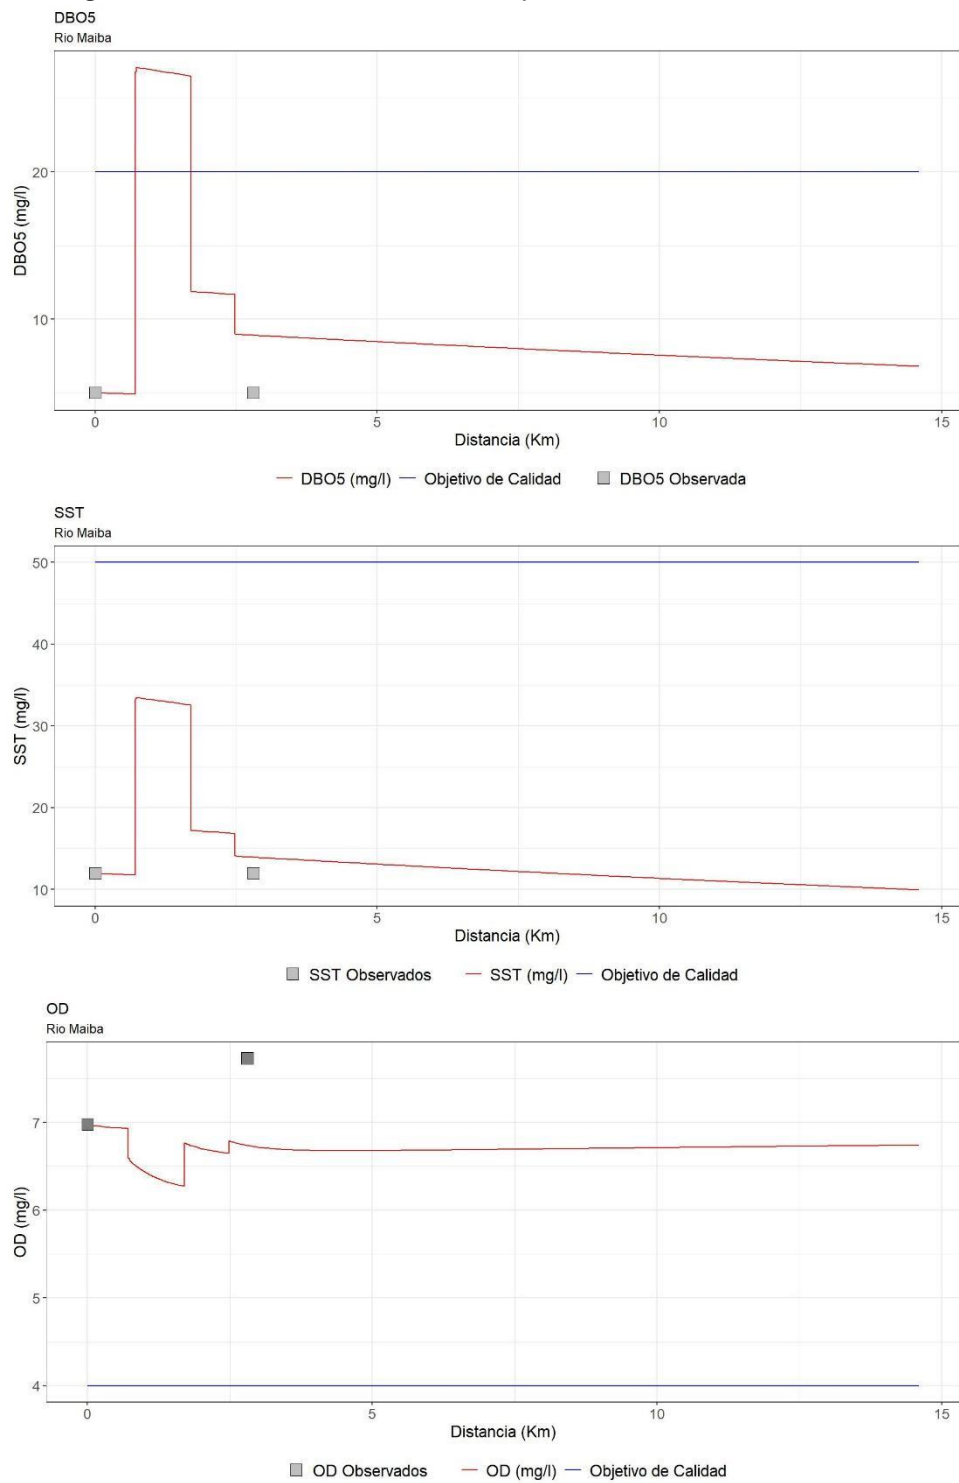 DBO5
Rio Maiba
DBO5 (mg/l)
20
10
0
5
10
15
Distancia (Km)
DBO5 (mg/l) Objetivo de Calidad DBO5 Observada
SST
Rio Maiba
SST (mg/l)
50
40
30
20
10
0
5
10
15
Distancia (Km)
SST Observados SST (mg/l) Objetivo de Calidad
OD
Rio Maiba
OD (mg/l)
7
6
5
4
0
5
10
15
Distancia (Km)
OD Observados OD (mg/l) Objetivo de Calidad